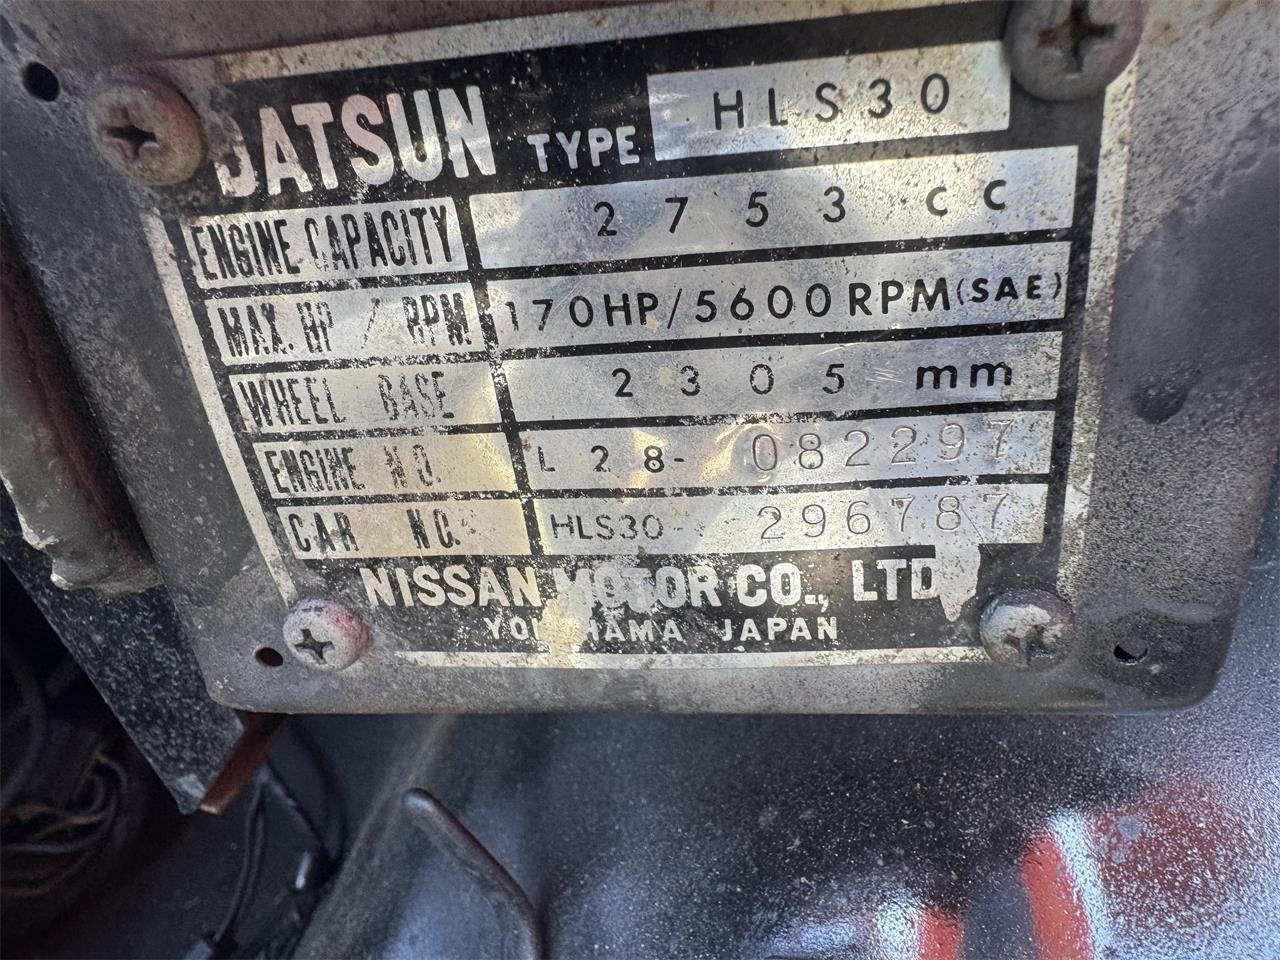 DATSUN TYPE HLS30
ENGINE CAPACITY 2753 CC
MAX. HP / RPM 170HP/5600RPM(SAE)
WHEEL BASE 2305 mm
ENGINE NO. L28- 082297
CAR NO. HLS30- 296787
NISSAN MOTOR CO., LTD
YOKOHAMA JAPAN